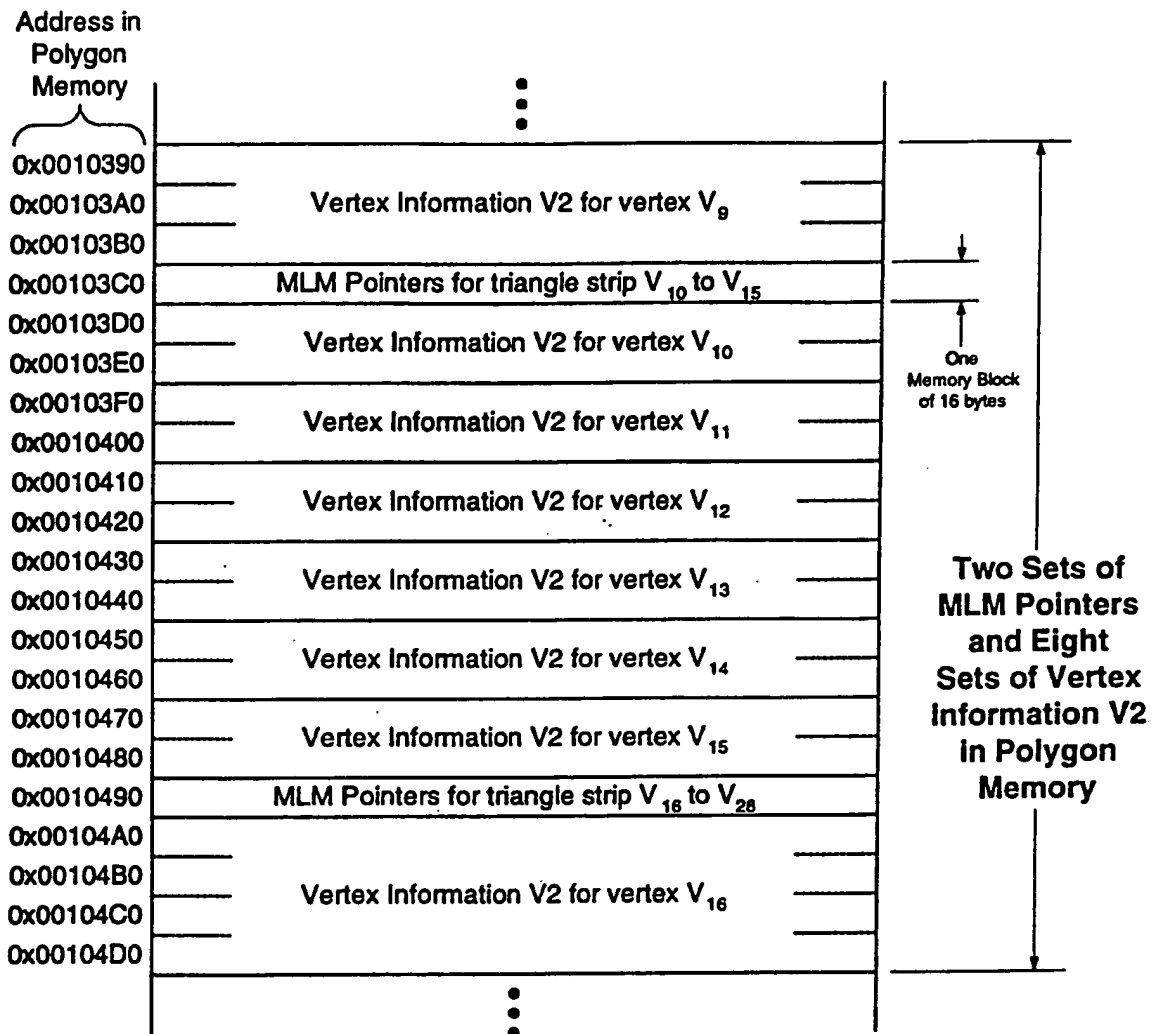 Address in
Polygon
Memory
0x0010390
0x00103A0
0x00103B0
0x00103C0
0x00103D0
0x00103E0
0x00103F0
0x0010400
0x0010410
0x0010420
0x0010430
0x0010440
0x0010450
0x0010460
0x0010470
0x0010480
0x0010490
0x00104A0
0x00104B0
0x00104C0
0x00104D0
Vertex Information V2 for vertex V9
MLM Pointers for triangle strip V10 to V15
Vertex Information V2 for vertex V10
Vertex Information V2 for vertex V11
Vertex Information V2 for vertex V12
Vertex Information V2 for vertex V13
Vertex Information V2 for vertex V14
Vertex Information V2 for vertex V15
MLM Pointers for triangle strip V16 to V28
Vertex Information V2 for vertex V16
One
Memory Block
of 16 bytes
Two Sets of
MLM Pointers
and Eight
Sets of Vertex
Information V2
in Polygon
Memory